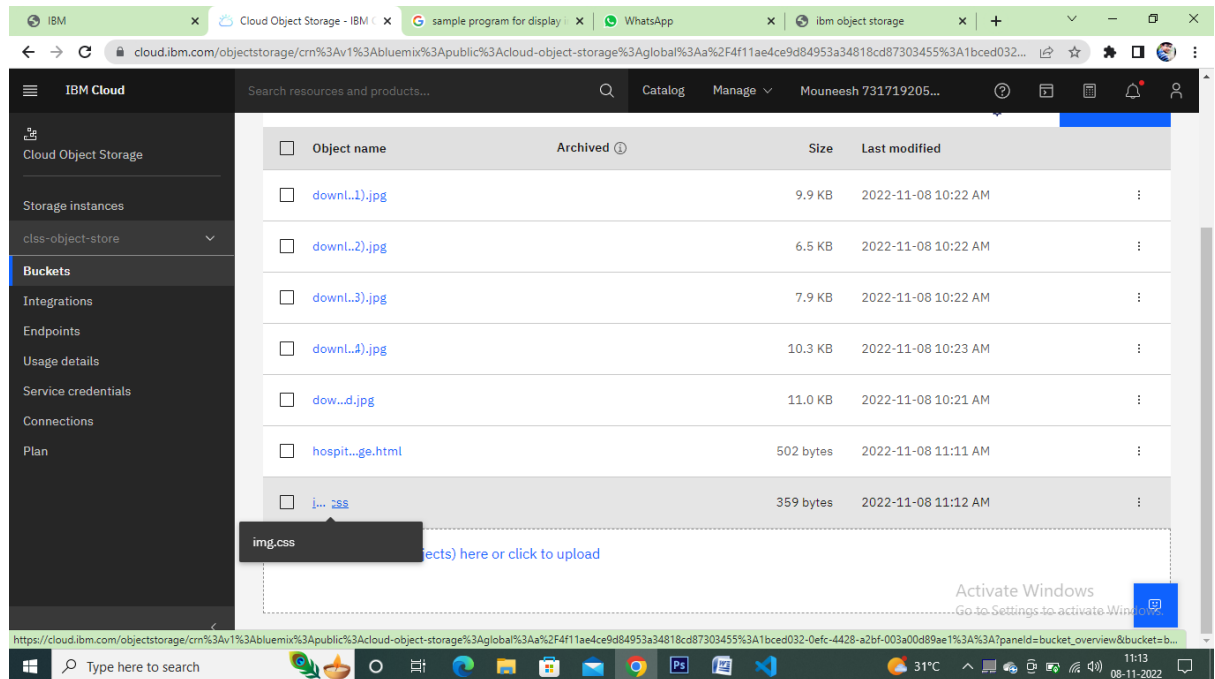 IBM
Cloud Object Storage - IBM C
sample program for display i
WhatsApp
ibm object storage
cloud.ibm.com/objectstorage/crn%3Av1%3Abluemix%3Apublic%3Acloud-object-storage%3Aglobal%3Aa%2F4f11ae4ce9d84953a34818cd87303455%3A1bced032...
IBM Cloud
Search resources and products...
Catalog
Manage
Mouneesh 731719205...
Cloud Object Storage
Storage instances
clss-object-store
Buckets
Integrations
Endpoints
Usage details
Service credentials
Connections
Plan
Object name Archived Size Last modified
downl..1).jpg 9.9 KB 2022-11-08 10:22 AM
downl..2).jpg 6.5 KB 2022-11-08 10:22 AM
downl..3).jpg 7.9 KB 2022-11-08 10:22 AM
downl..4).jpg 10.3 KB 2022-11-08 10:23 AM
dow...d.jpg 11.0 KB 2022-11-08 10:21 AM
hospit...ge.html 502 bytes 2022-11-08 11:11 AM
i... .css 359 bytes 2022-11-08 11:12 AM
img.css
jects) here or click to upload
Activate Windows
Go to Settings to activate Windows.
https://cloud.ibm.com/objectstorage/crn%3Av1%3Abluemix%3Apublic%3Acloud-object-storage%3Aglobal%3Aa%2F4f11ae4ce9d84953a34818cd87303455%3A1bced032-0efc-4428-a2bf-003a00d89ae1%3A%3A?paneId=bucket_overview&bucket=b...
Type here to search
Ps
31°C
11:13
08-11-2022